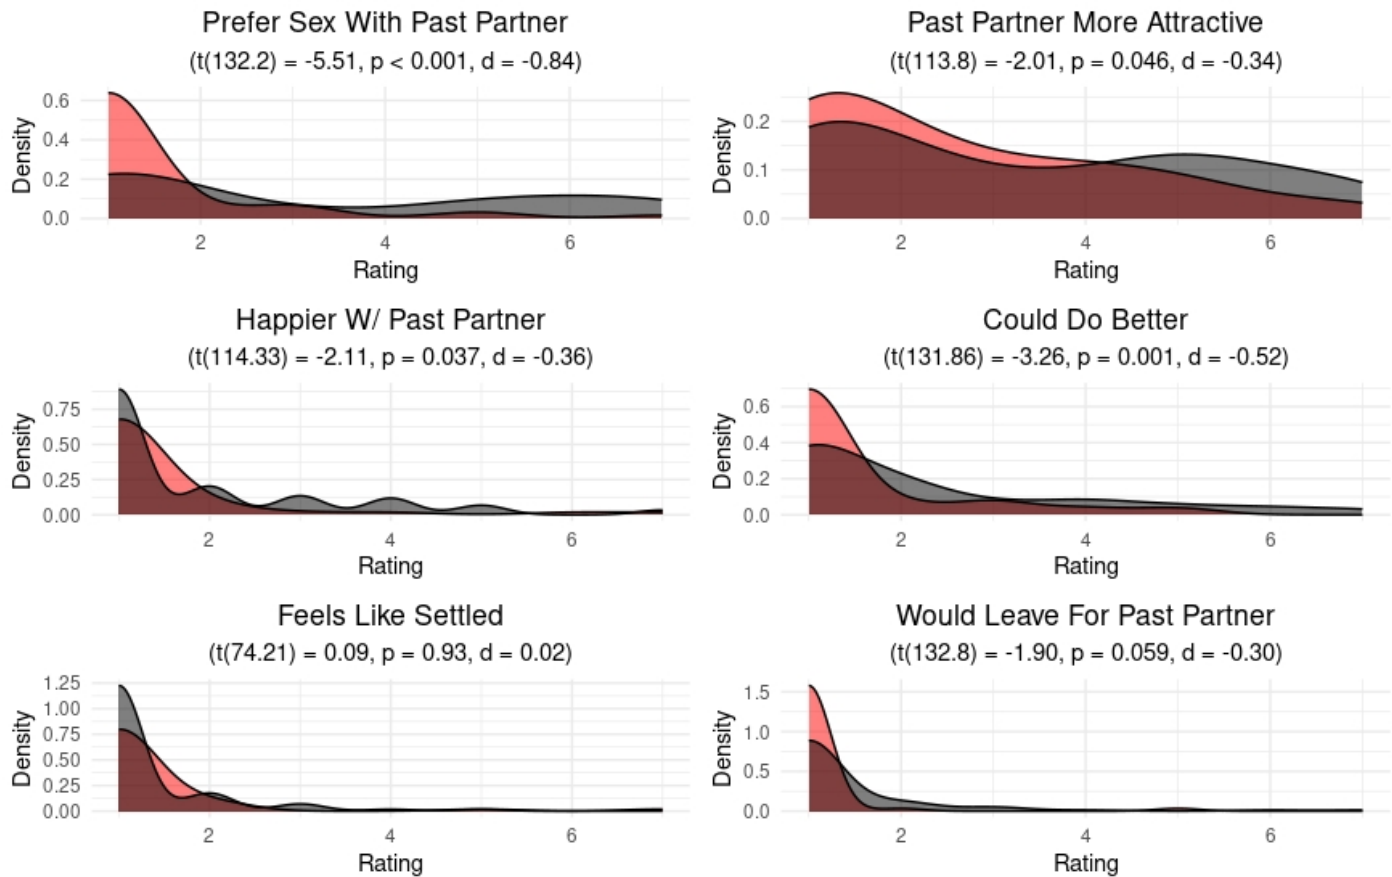 Prefer Sex With Past Partner
(t(132.2) = -5.51, p < 0.001, d = -0.84)
0.6
0.4
0.2
0.0
Density
2
4
6
Rating
Past Partner More Attractive
(t(113.8) = -2.01, p = 0.046, d = -0.34)
0.2
0.1
0.0
Density
2
4
6
Rating
Happier W/ Past Partner
(t(114.33) = -2.11, p = 0.037, d = -0.36)
0.75
0.50
0.25
0.00
Density
2
4
6
Rating
Could Do Better
(t(131.86) = -3.26, p = 0.001, d = -0.52)
0.6
0.4
0.2
0.0
Density
2
4
6
Rating
Feels Like Settled
(t(74.21) = 0.09, p = 0.93, d = 0.02)
1.25
1.00
0.75
0.50
0.25
0.00
Density
2
4
6
Rating
Would Leave For Past Partner
(t(132.8) = -1.90, p = 0.059, d = -0.30)
1.5
1.0
0.5
0.0
Density
2
4
6
Rating